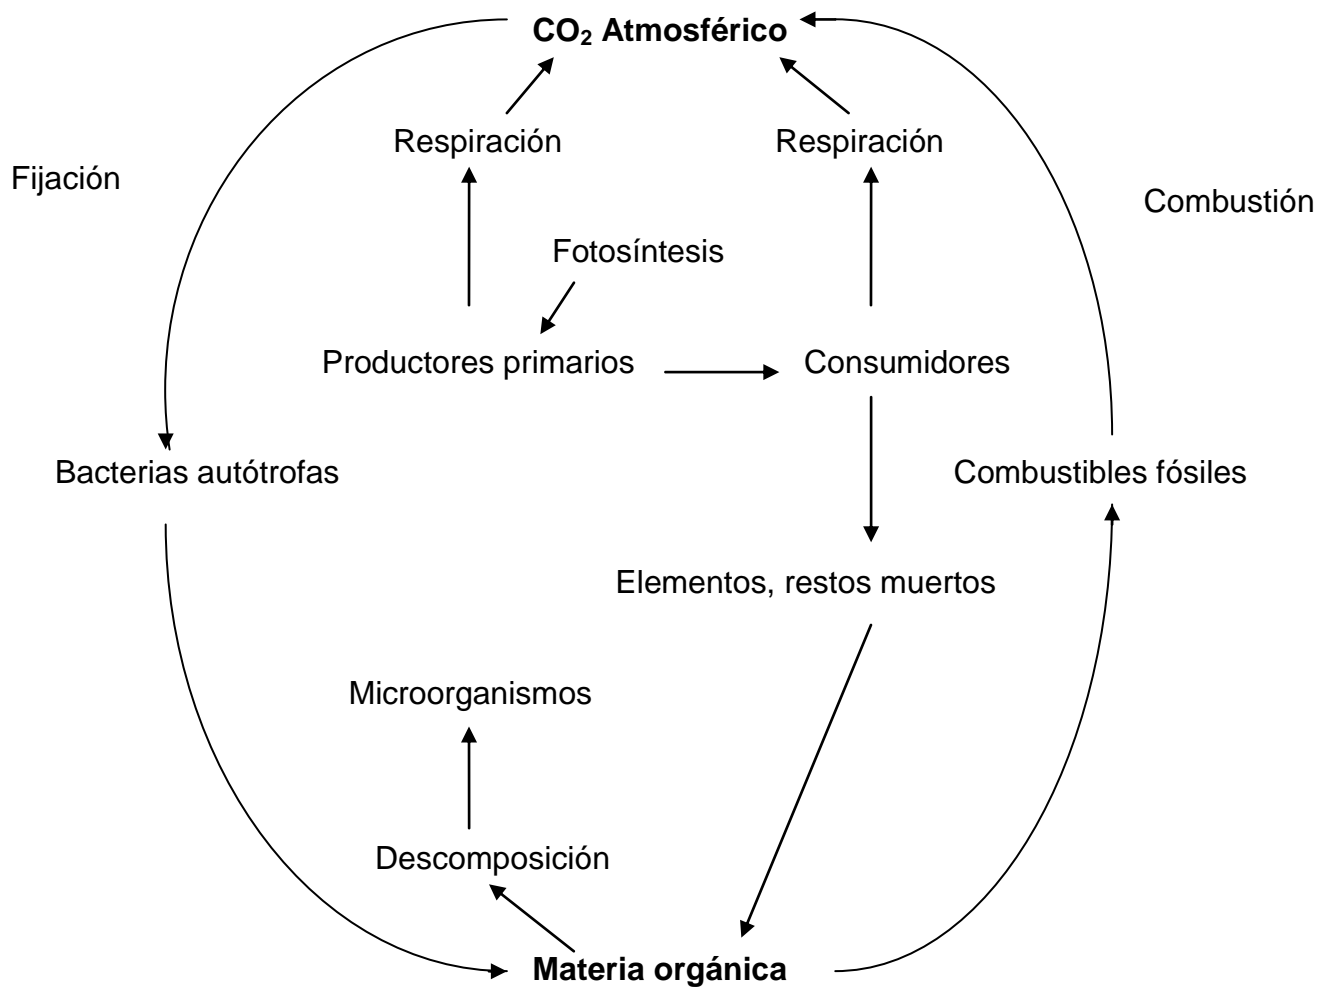 CO₂ Atmosférico
Respiración
Respiración
Fijación
Combustión
Fotosíntesis
Productores primarios
Consumidores
Bacterias autótrofas
Combustibles fósiles
Elementos, restos muertos
Microorganismos
Descomposición
Materia orgánica